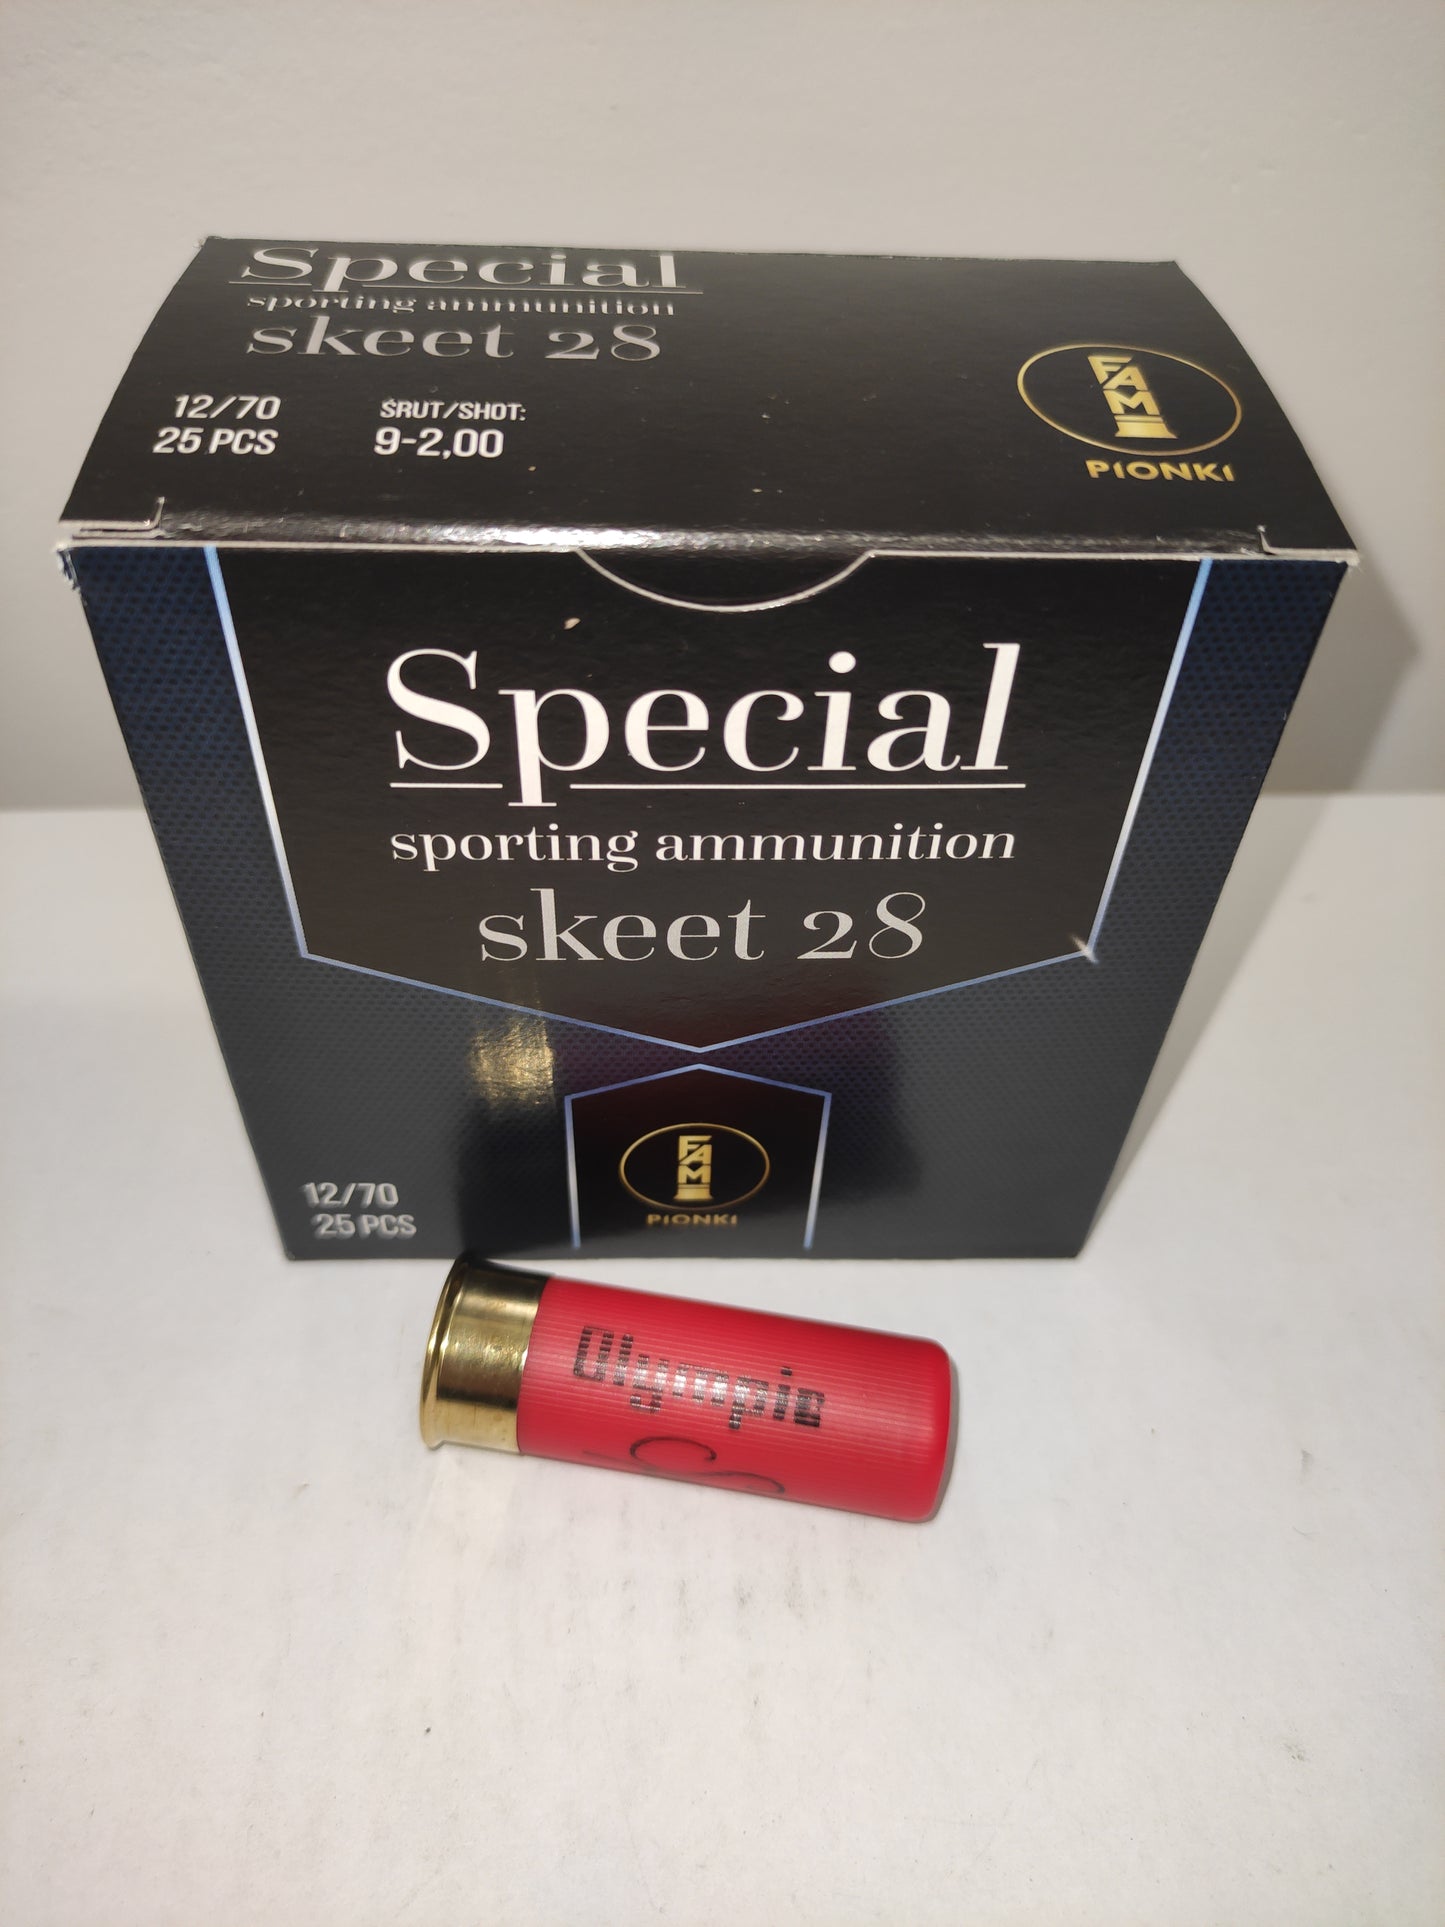 Special
sporting ammunition
skeet 28
12/70
25 PCS
ŚRUT/SHOT:
9-2,00
FAM
PIONKI
Special
sporting ammunition
skeet 28
12/70
25 PCS
FAM
PIONKI
Olympic